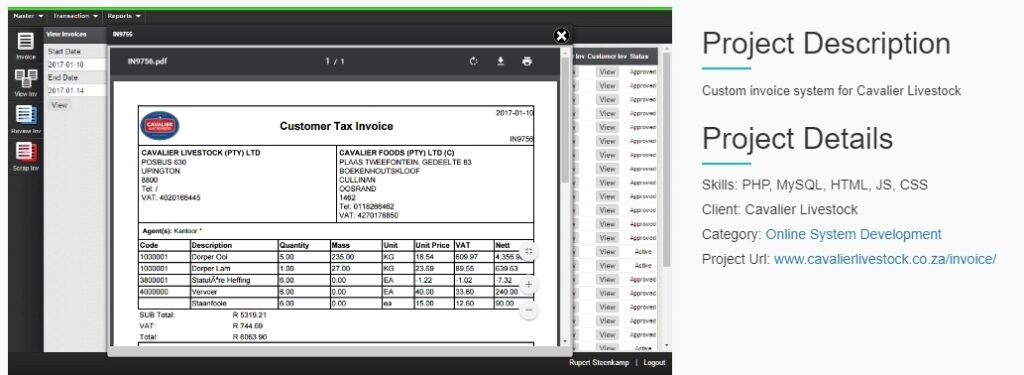 Master Transaction Reports
Invoice
View Inv
Review Inv
Scrap Inv
View Invoices
Start Date:
2017-01-10
End Date:
2017-01-14
View
IN9756
IN9756.pdf 1 / 1
CAVALIER
Customer Tax Invoice
2017-01-10
IN9756
CAVALIER LIVESTOCK (PTY) LTD
POSBUS 630
UPINGTON
8800
Tel: /
VAT: 4020166445
CAVALIER FOODS (PTY) LTD (C)
PLAAS TWEEFONTEIN, GEDEELTE 83
BOEKENHOUTSKLOOF
CULLINAN
OOSRAND
1462
Tel: 0118266462
VAT: 4270178850
Agent(s): Kantoor *
Code Description Quantity Mass Unit Unit Price VAT Nett
1000001 Dorper Ooi 5.00 235.00 KG 18.54 609.97 4,356.90
1000001 Dorper Lam 1.00 27.00 KG 23.69 89.55 639.63
3800001 StatutÃ*re Heffing 6.00 0.00 EA -1.22 -1.02 -7.32
4000000 Vervoer 6.00 0.00 EA 40.00 33.60 240.00
Staanfooie 6.00 0.00 ea 15.00 12.60 90.00
SUB Total: R 5319.21
VAT: R 744.69
Total: R 6063.90
Inv Customer Inv Status
View Approved
View Approved
View Approved
View Approved
View Approved
View Approved
View Approved
View Approved
View Approved
View Approved
View Approved
View Approved
View Approved
View Active
View Active
View Approved
View Approved
View Approved
View Approved
View Approved
View Active
Rupert Steenkamp | Logout
Project Description
Custom invoice system for Cavalier Livestock
Project Details
Skills: PHP, MySQL, HTML, JS, CSS
Client: Cavalier Livestock
Category: Online System Development
Project Url: www.cavalierlivestock.co.za/invoice/